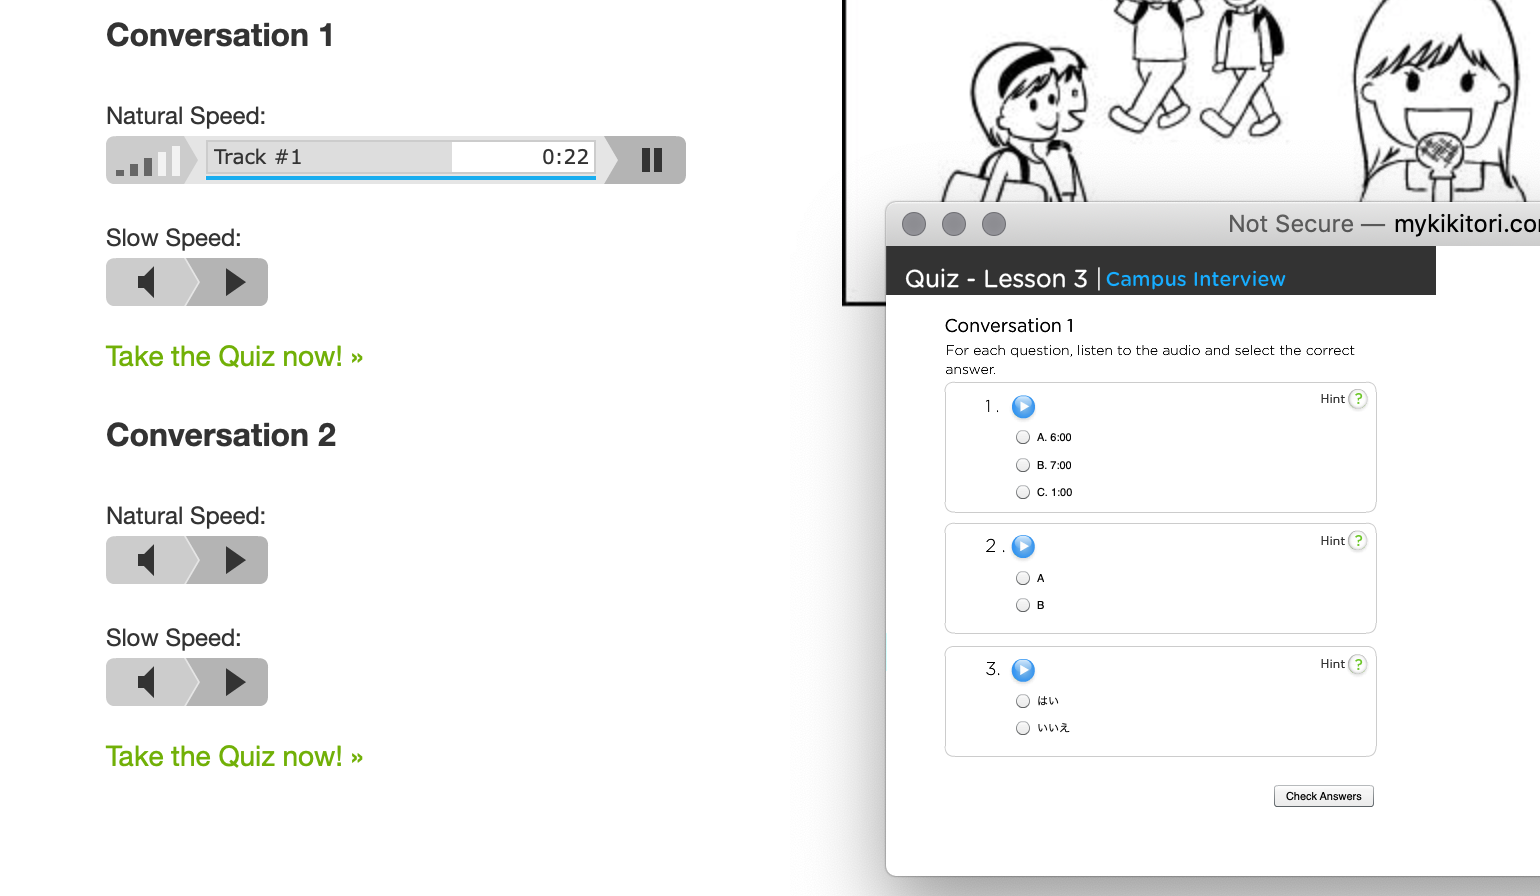 Conversation 1
Natural Speed:
Track #1 0:22
Slow Speed:
Take the Quiz now! »
Conversation 2
Natural Speed:
Slow Speed:
Take the Quiz now! »
Not Secure — mykikitori.co
Quiz - Lesson 3 | Campus Interview
Conversation 1
For each question, listen to the audio and select the correct
answer.
1. Hint ?
A. 6:00
B. 7:00
C. 1:00
2. Hint ?
A
B
3. Hint ?
はい
いいえ
Check Answers